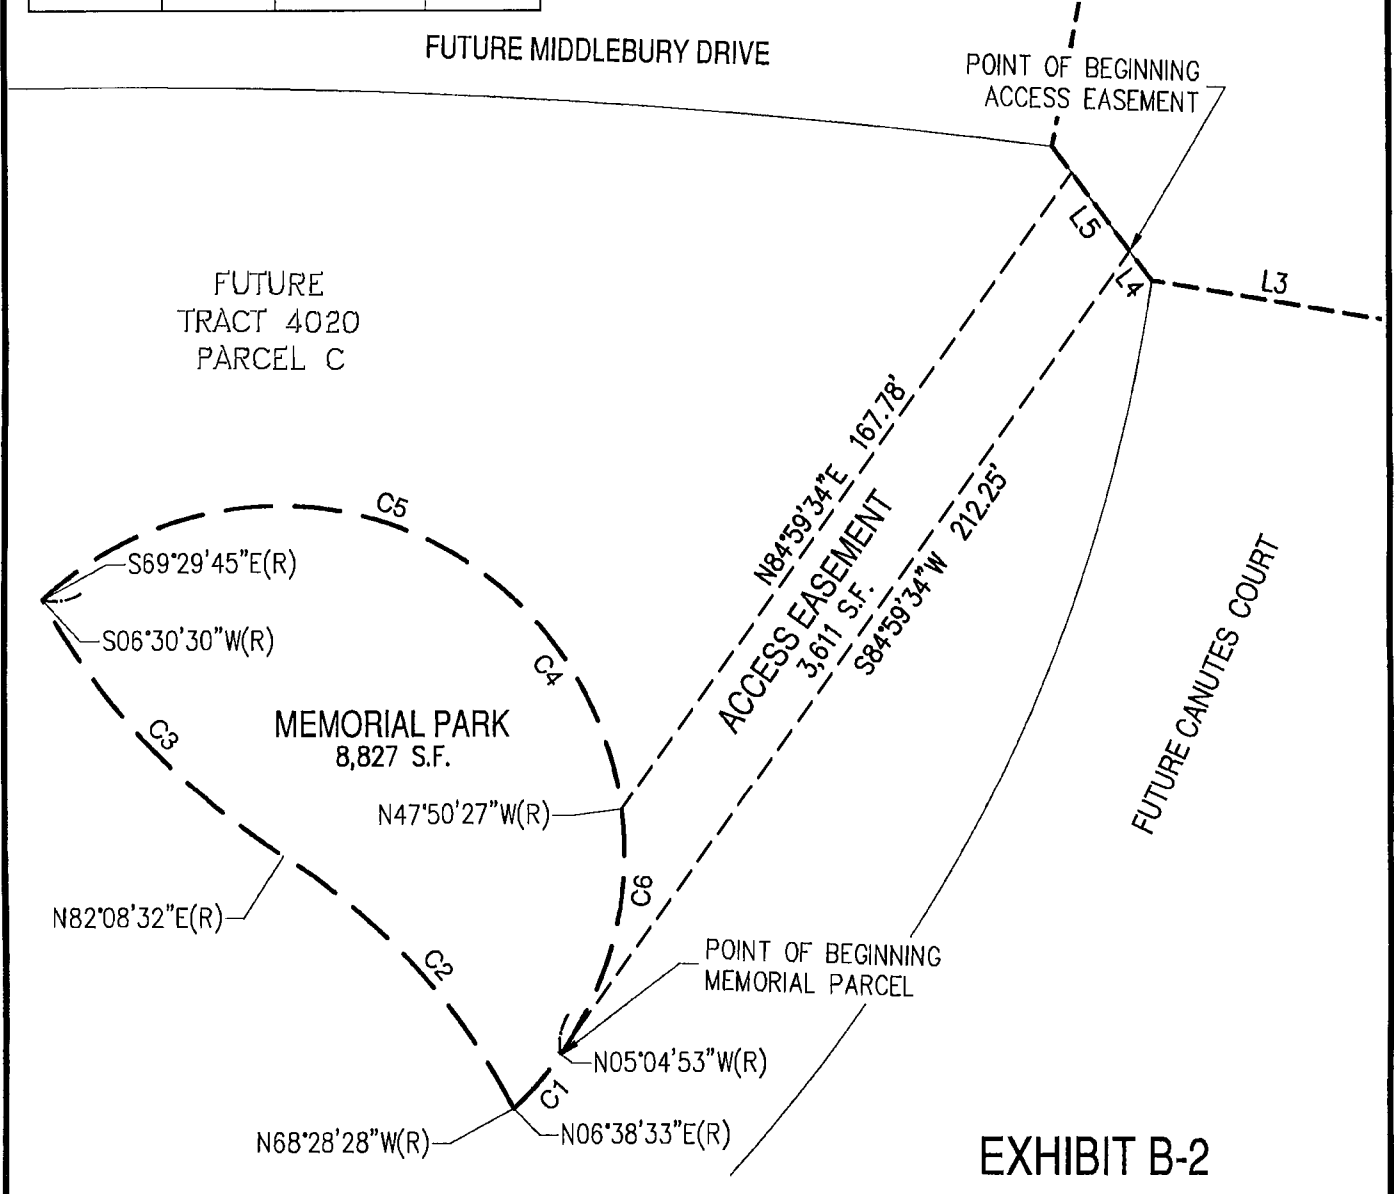 FUTURE MIDDLEBURY DRIVE
POINT OF BEGINNING
ACCESS EASEMENT
L5
L4
L3
FUTURE
TRACT 4020
PARCEL C
N84°59'34"E 167.78'
ACCESS EASEMENT
3,611 S.F.
S84°59'34"W 212.25'
FUTURE CANUTES COURT
C5
S69°29'45"E(R)
S06°30'30"W(R)
C4
C3
MEMORIAL PARK
8,827 S.F.
N47°50'27"W(R)
C6
N82°08'32"E(R)
C2
POINT OF BEGINNING
MEMORIAL PARCEL
N05°04'53"W(R)
C1
N68°28'28"W(R)
N06°38'33"E(R)
EXHIBIT B-2